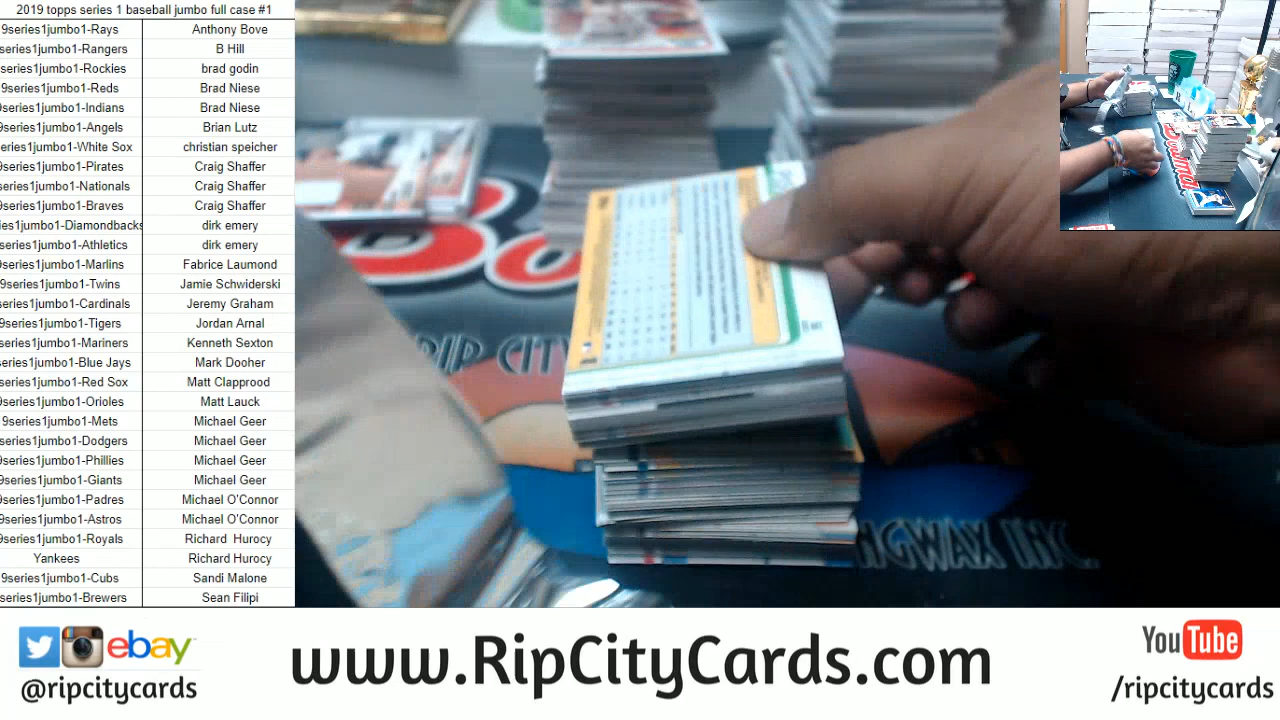 2019 topps series 1 baseball jumbo full case #1
9series1jumbo1-Rays Anthony Bove
series1jumbo1-Rangers B Hill
series1jumbo1-Rockies brad godin
9series1jumbo1-Reds Brad Niese
9series1jumbo1-Indians Brad Niese
9series1jumbo1-Angels Brian Lutz
eries1jumbo1-White Sox christian speicher
series1jumbo1-Pirates Craig Shaffer
series1jumbo1-Nationals Craig Shaffer
series1jumbo1-Braves Craig Shaffer
ies1jumbo1-Diamondbacks dirk emery
series1jumbo1-Athletics dirk emery
series1jumbo1-Marlins Fabrice Laumond
9series1jumbo1-Twins Jamie Schwiderski
series1jumbo1-Cardinals Jeremy Graham
9series1jumbo1-Tigers Jordan Arnal
series1jumbo1-Mariners Kenneth Sexton
series1jumbo1-Blue Jays Mark Dooher
series1jumbo1-Red Sox Matt Clapprood
series1jumbo1-Orioles Matt Lauck
9series1jumbo1-Mets Michael Geer
series1jumbo1-Dodgers Michael Geer
9series1jumbo1-Phillies Michael Geer
9series1jumbo1-Giants Michael Geer
9series1jumbo1-Padres Michael O'Connor
9series1jumbo1-Astros Michael O'Connor
9series1jumbo1-Royals Richard Hurocy
Yankees Richard Hurocy
9series1jumbo1-Cubs Sandi Malone
series1jumbo1-Brewers Sean Filipi
RIP CITY
NGWAX INC.
ebay
@ripcitycards
www.RipCityCards.com
YouTube
/ripcitycards